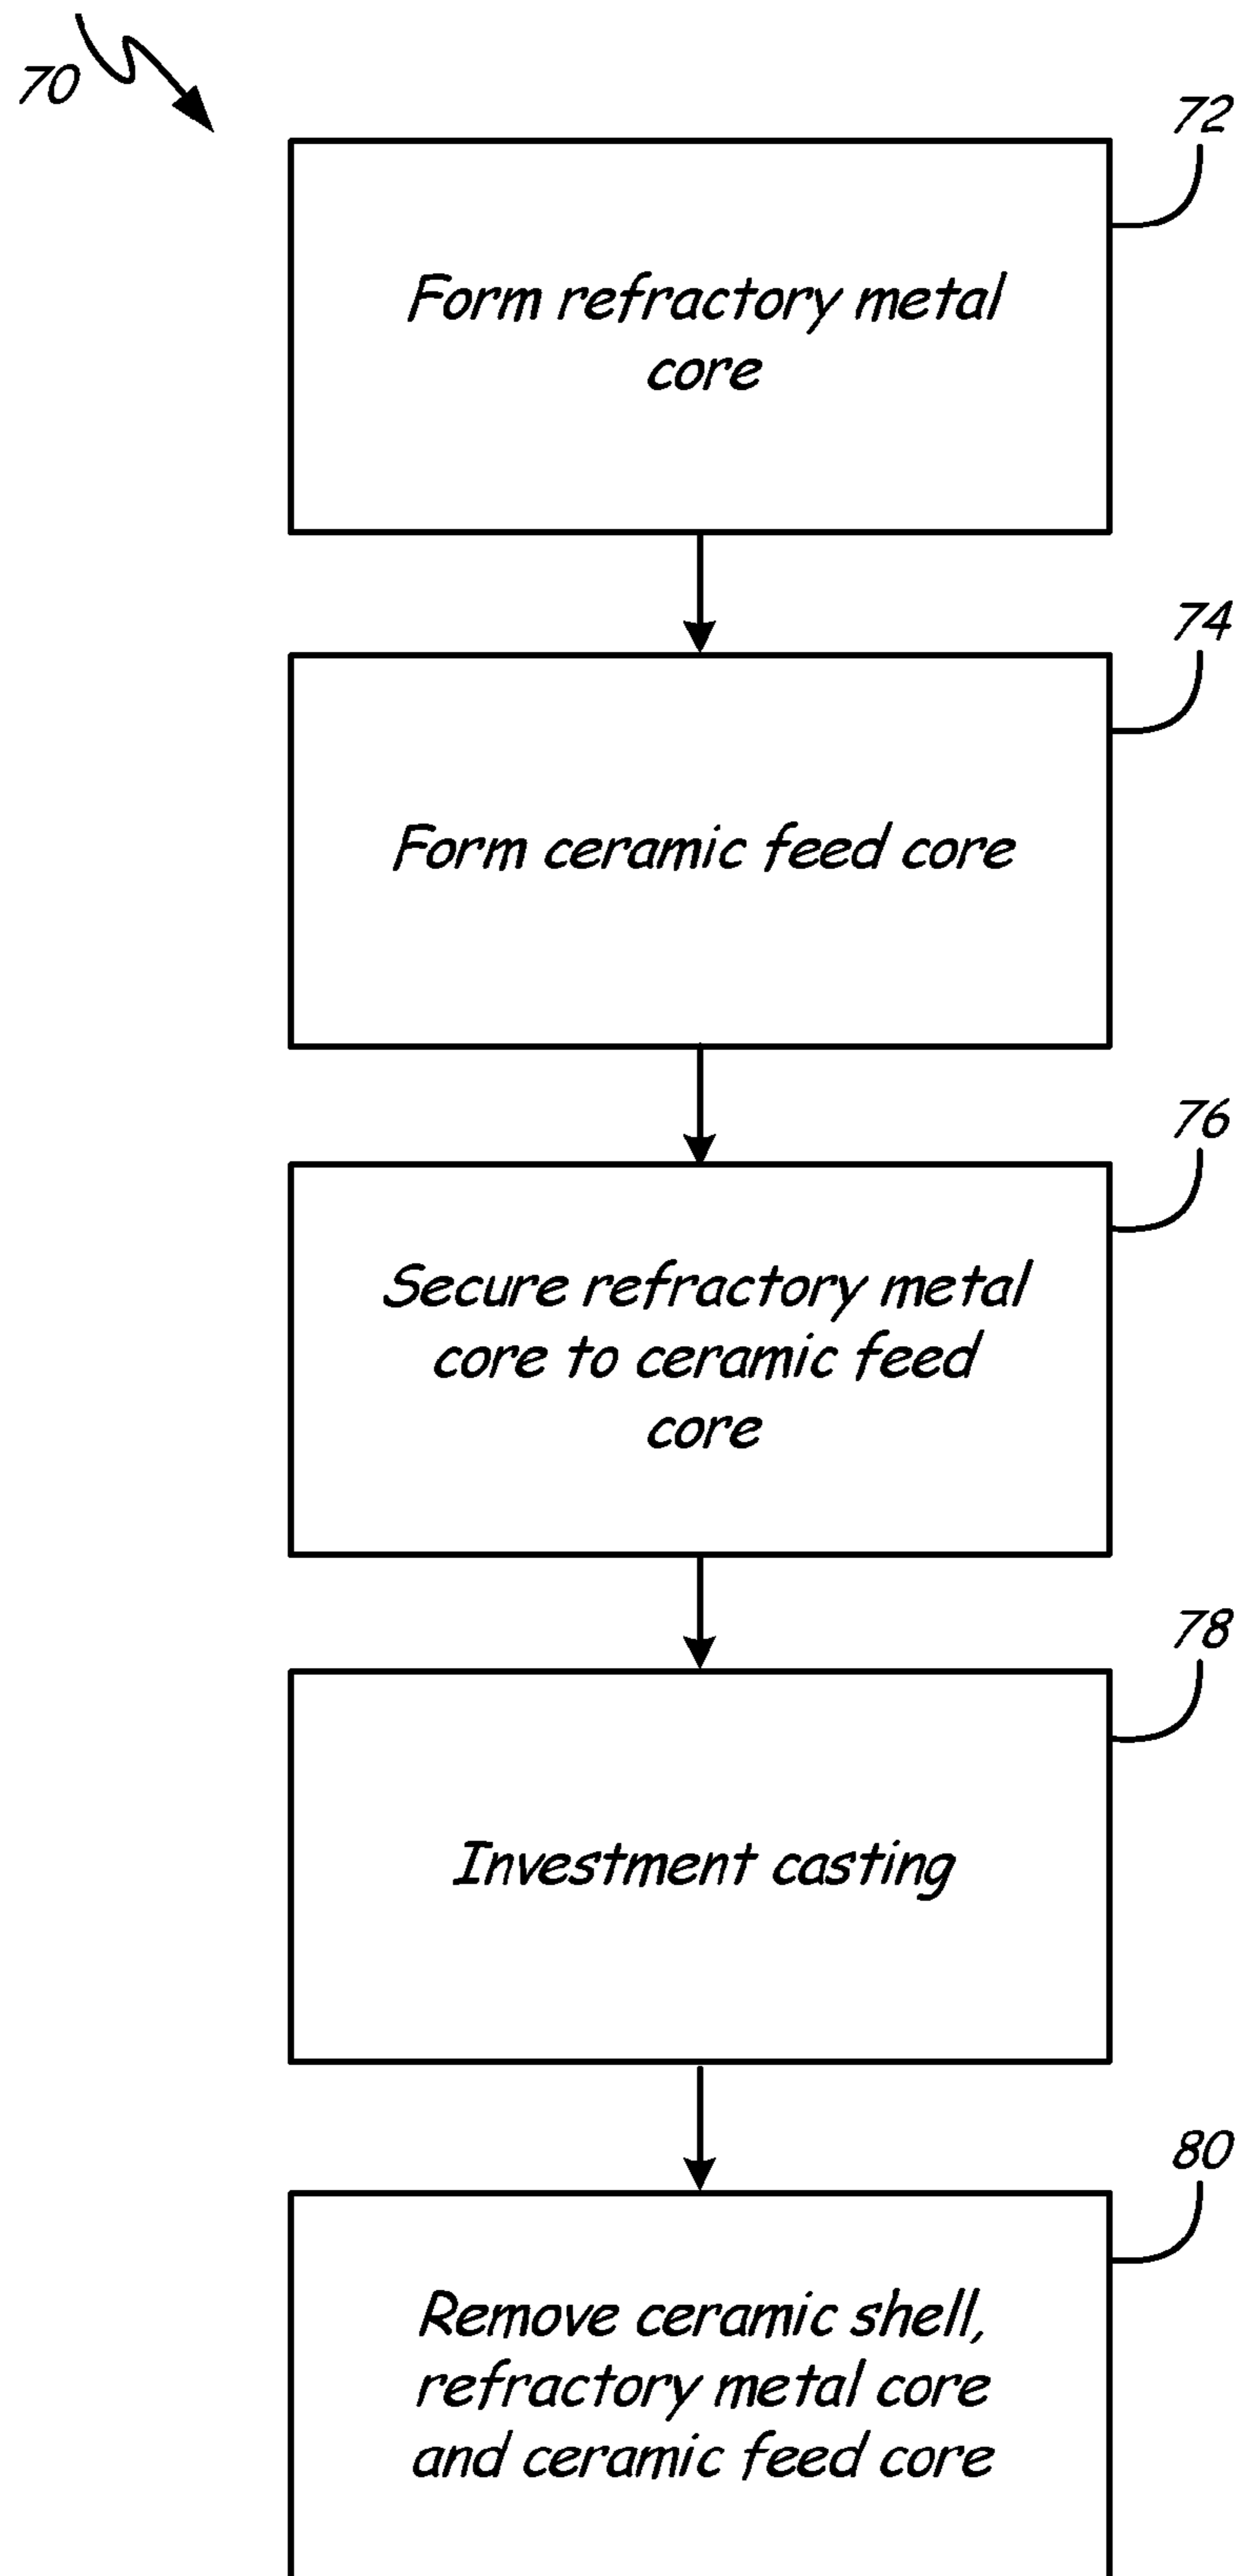 70
72
Form refractory metal
core
74
Form ceramic feed core
76
Secure refractory metal
core to ceramic feed
core
78
Investment casting
80
Remove ceramic shell,
refractory metal core
and ceramic feed core